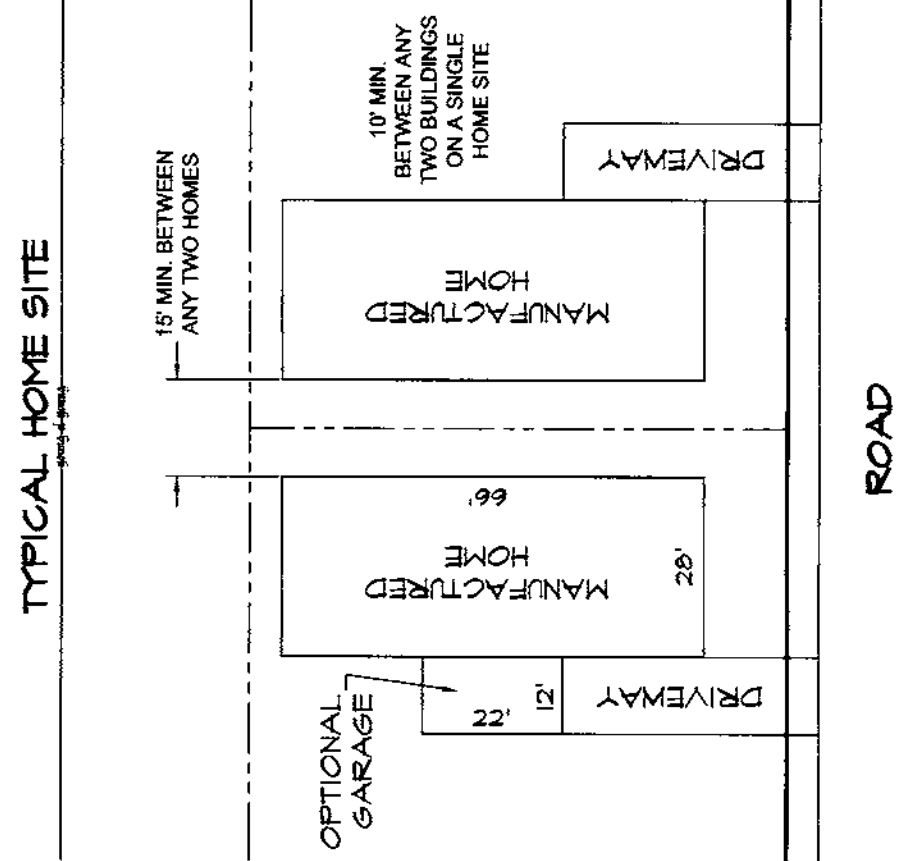 TYPICAL HOME SITE
15' MIN. BETWEEN
ANY TWO HOMES
10' MIN.
BETWEEN ANY
TWO BUILDINGS
ON A SINGLE
HOME SITE
DRIVEWAY
MANUFACTURED
HOME
MANUFACTURED
HOME
66'
28'
OPTIONAL
GARAGE
22'
12'
DRIVEWAY
ROAD